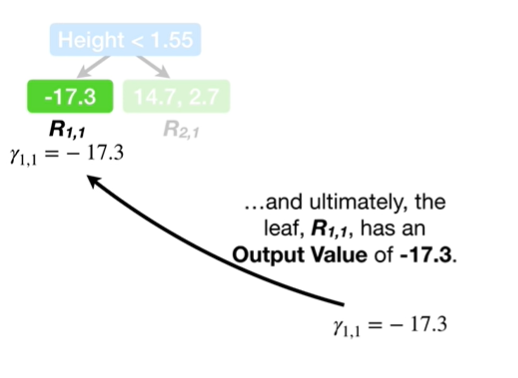 Height < 1.55
-17.3
14.7, 2.7
R1,1
R2,1
γ1,1 = − 17.3
…and ultimately, the
leaf, R1,1, has an
Output Value of -17.3.
γ1,1 = − 17.3